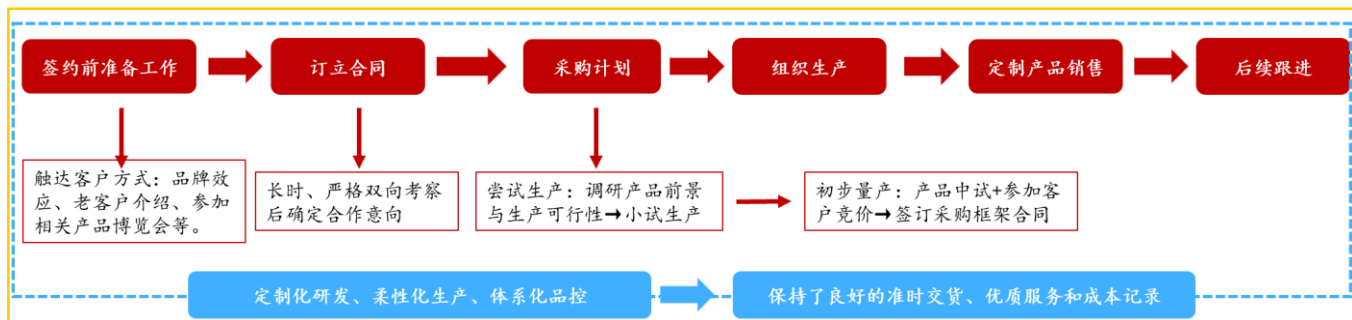 签约前准备工作
订立合同
采购计划
组织生产
定制产品销售
后续跟进
触达客户方式：品牌效
应、老客户介绍、参加
相关产品博览会等。
长时、严格双向考察
后确定合作意向
尝试生产：调研产品前景
与生产可行性➞小试生产
初步量产：产品中试+参加客
户竞价➞签订采购框架合同
定制化研发、柔性化生产、体系化品控
保持了良好的准时交货、优质服务和成本记录